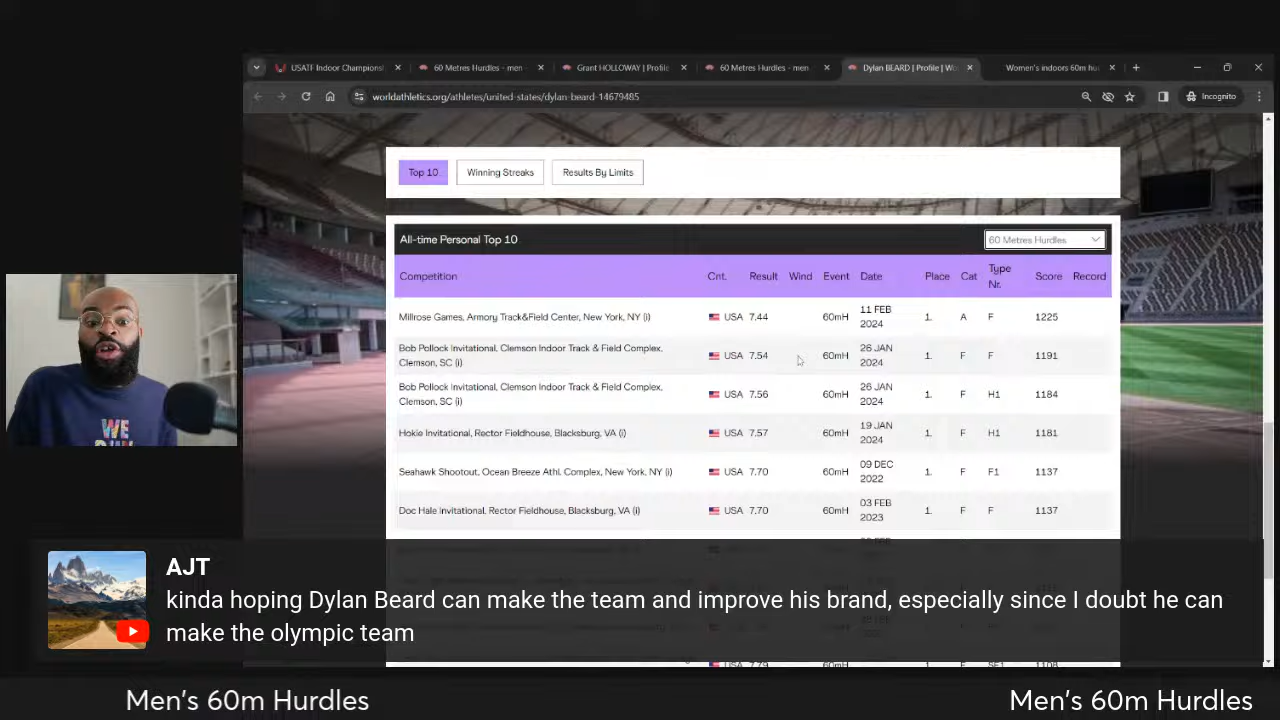 USATF Indoor Champions
60 Metres Hurdles - men
Grant HOLLOWAY | Profile
60 Metres Hurdles - men
Dylan BEARD | Profile | Wo
Women's indoors 60m hu
worldathletics.org/athletes/united-states/dylan-beard-14679485
Incognito
Top 10
Winning Streaks
Results By Limits
All-time Personal Top 10
60 Metres Hurdles
Competition Cnt. Result Wind Event Date Place Cat Type Nr. Score Record
Millrose Games, Armory Track&Field Center, New York, NY (i) USA 7.44 60mH 11 FEB 2024 1. A F 1225
Bob Pollock Invitational, Clemson Indoor Track & Field Complex, Clemson, SC (i) USA 7.54 60mH 26 JAN 2024 1. F F 1191
Bob Pollock Invitational, Clemson Indoor Track & Field Complex, Clemson, SC (i) USA 7.56 60mH 26 JAN 2024 1. F H1 1184
Hokie Invitational, Rector Fieldhouse, Blacksburg, VA (i) USA 7.57 60mH 19 JAN 2024 1. F H1 1181
Seahawk Shootout, Ocean Breeze Athl. Complex, New York, NY (i) USA 7.70 60mH 09 DEC 2022 1. F F1 1137
Doc Hale Invitational, Rector Fieldhouse, Blacksburg, VA (i) USA 7.70 60mH 03 FEB 2023 1. F F 1137
USA 7.79 60mH 1. F SF1 1108
WE
AJT
kinda hoping Dylan Beard can make the team and improve his brand, especially since I doubt he can
make the olympic team
Men's 60m Hurdles
Men's 60m Hurdles